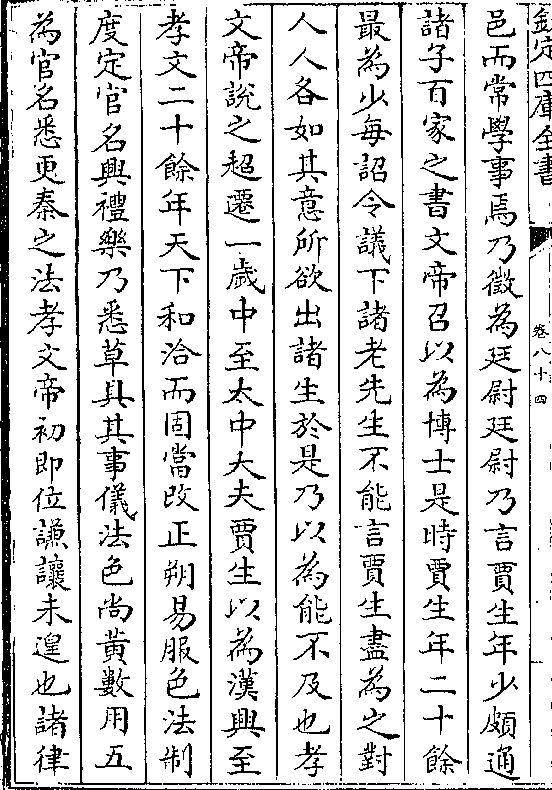 欽定四庫全書
卷八十四
邑而常學事焉乃徵為廷尉廷尉乃言賈生年少頗通
諸子百家之書文帝召以為博士是時賈生年二十餘
最為少每詔令議下諸老先生不能言賈生盡為之對
人人各如其意所欲出諸生於是乃以為能不及也孝
文帝說之超遷一歲中至太中大夫賈生以為漢興至
孝文二十餘年天下和洽而固當改正朔易服色法制
度定官名興禮樂乃悉草具其事儀法色尚黃數用五
為官名悉更秦之法孝文帝初即位謙讓未遑也諸律